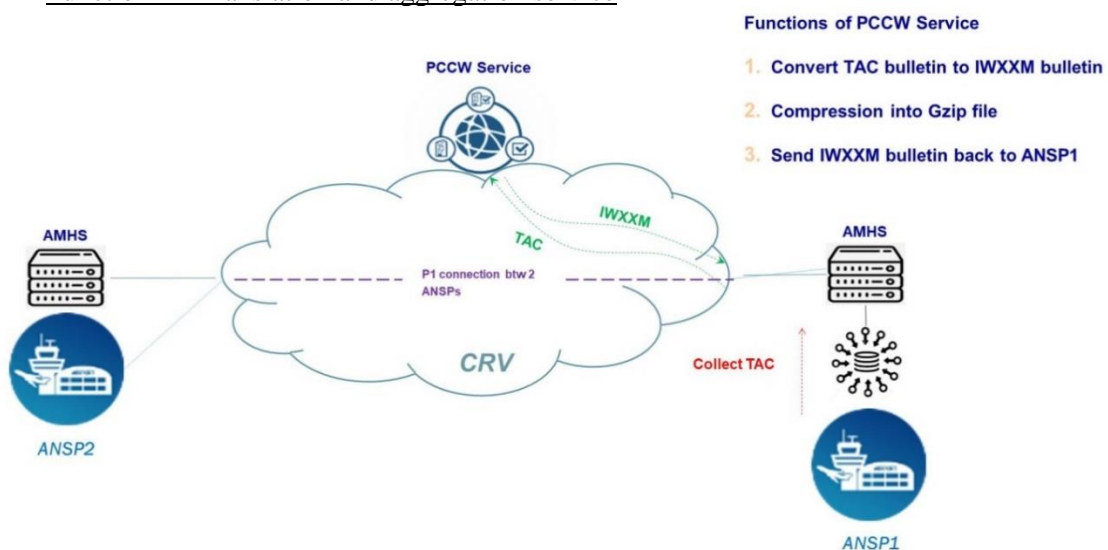 Functions of PCCW Service
1. Convert TAC bulletin to IWXXM bulletin
2. Compression into Gzip file
3. Send IWXXM bulletin back to ANSP1
PCCW Service
IWXXM
TAC
AMHS
AMHS
P1 connection btw 2
ANSPs
CRV
Collect TAC
ANSP2
ANSP1